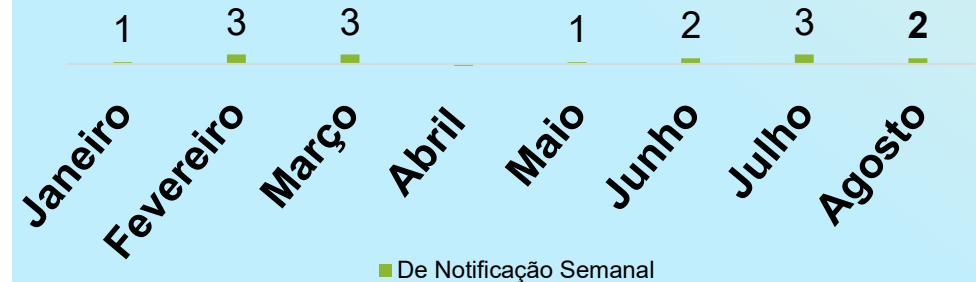 1 3 3 1 2 3 2
Janeiro Fevereiro Março Abril Maio Junho Julho Agosto
De Notificação Semanal